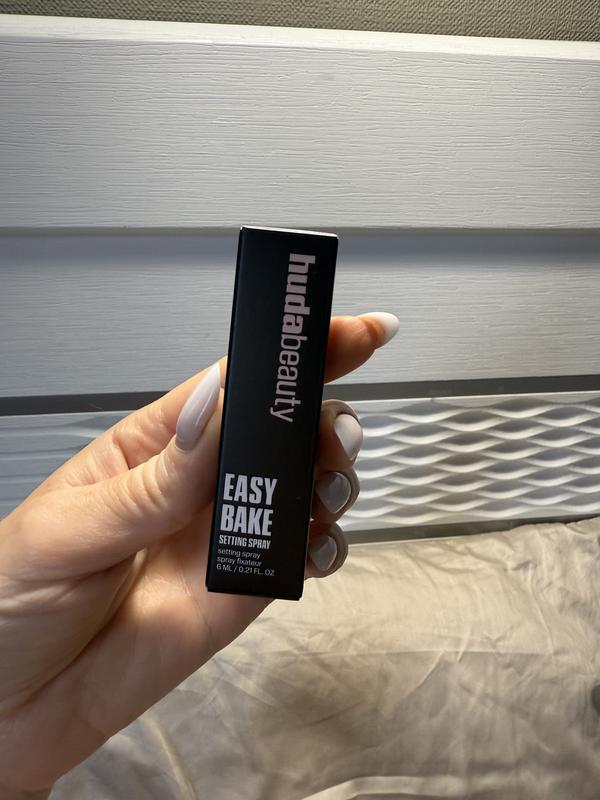 hudabeauty
EASY
BAKE
SETTING SPRAY
setting spray
spray fixateur
6 ML / 0.21 FL. OZ